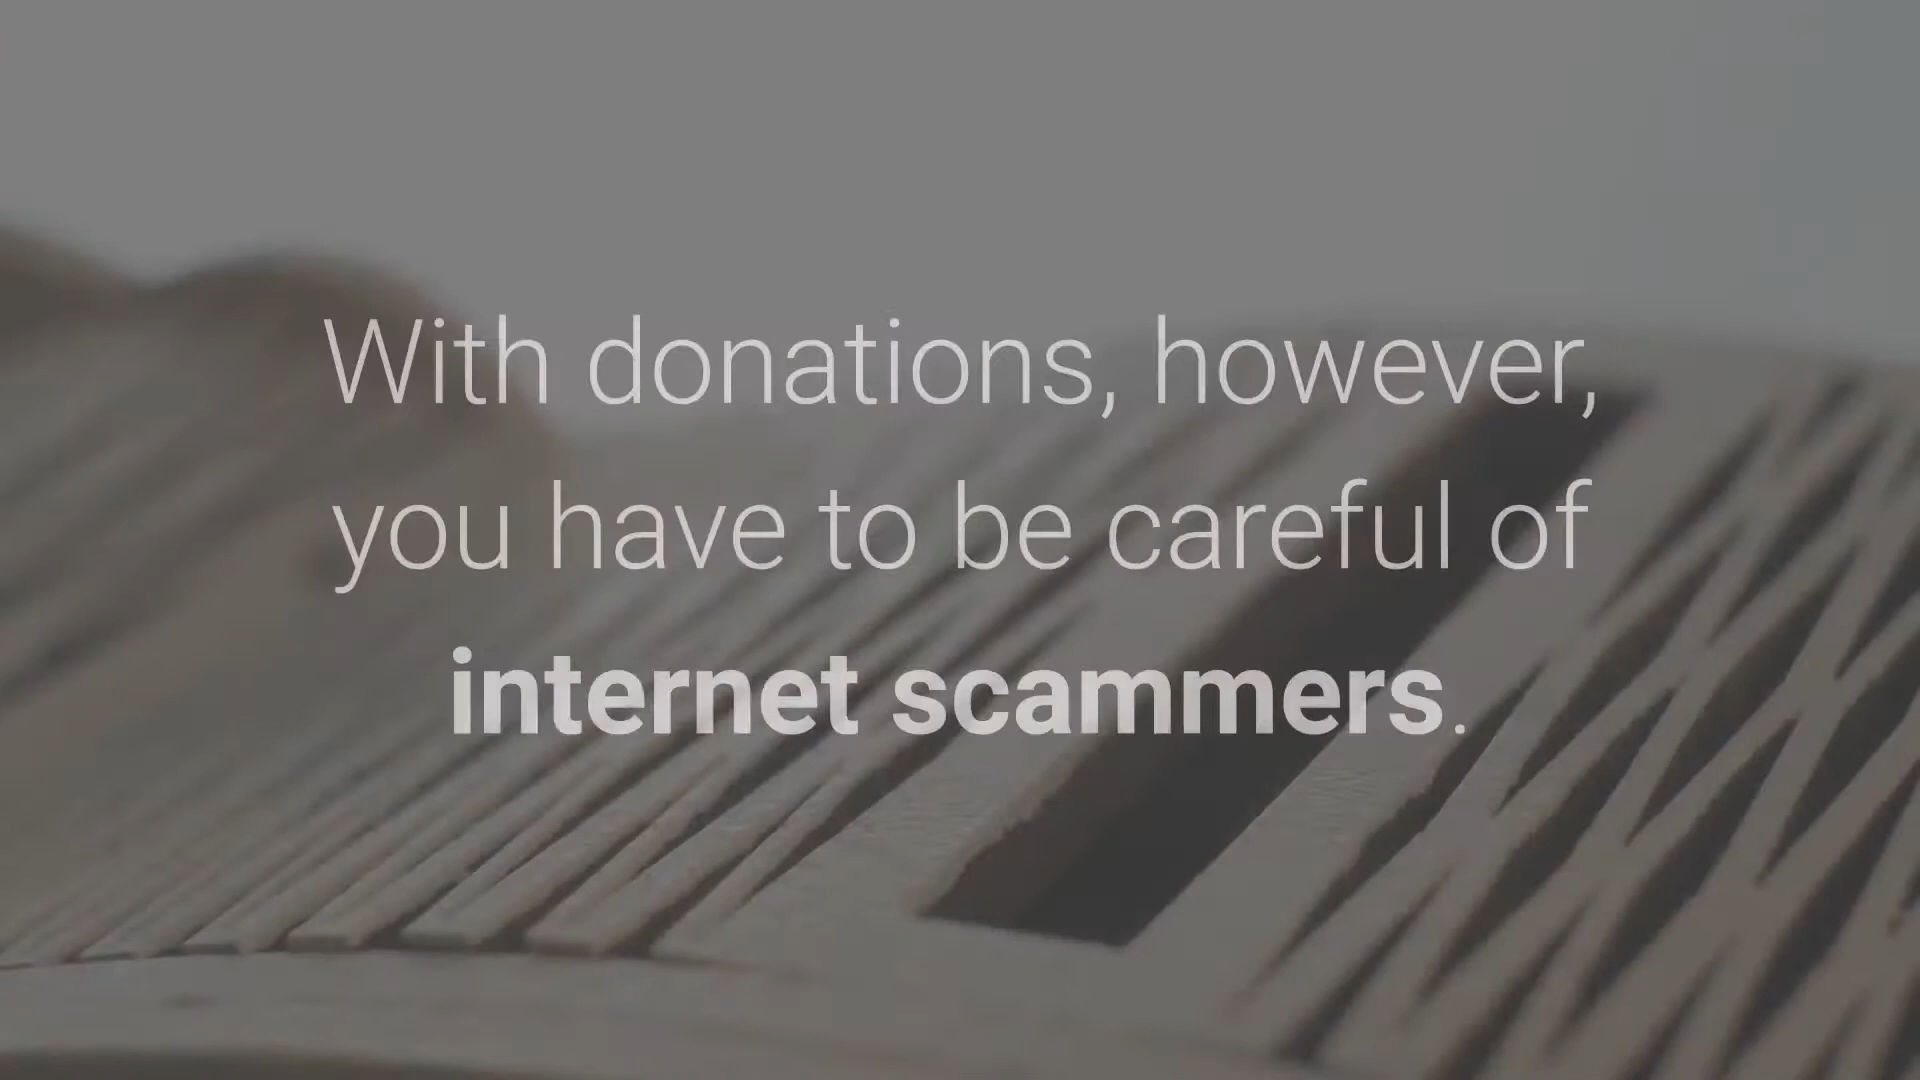 With donations, however,
you have to be careful of
internet scammers.